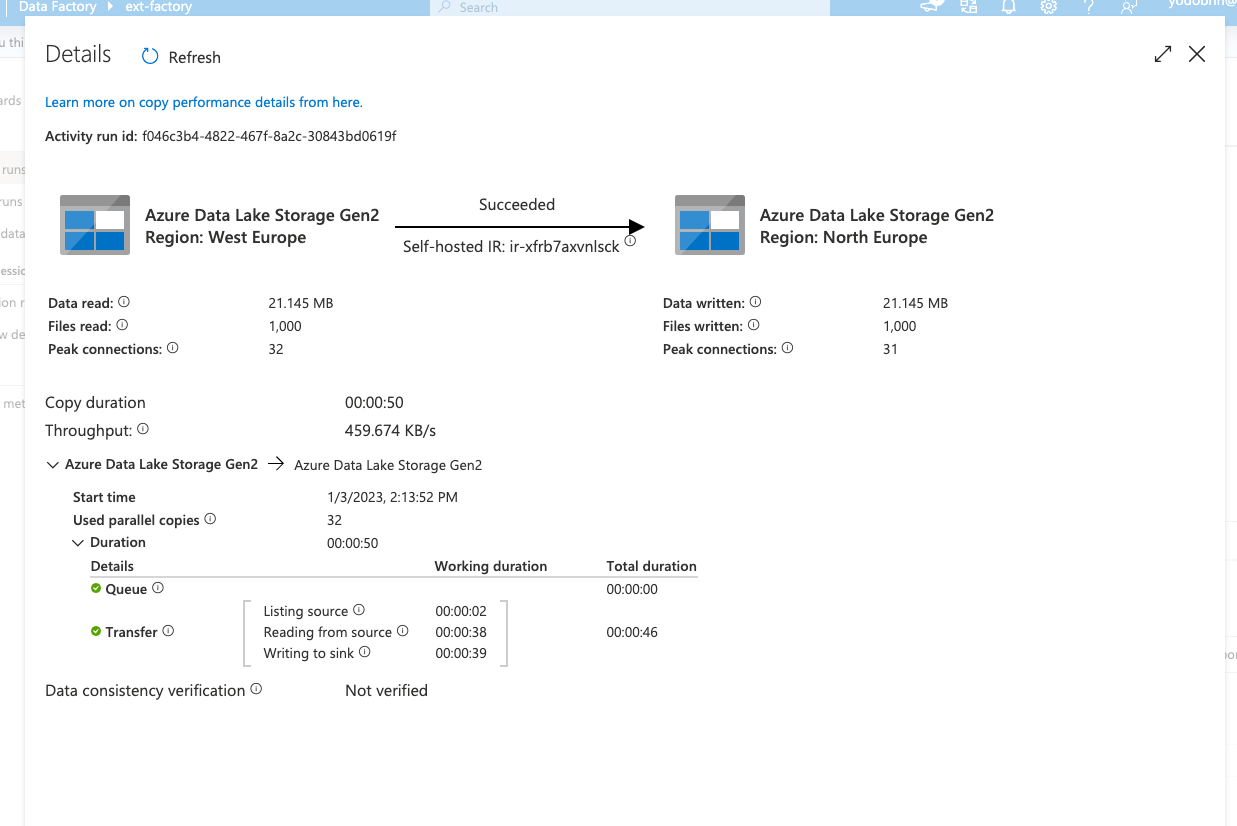 Data Factory ext-factory Search yodobrin@
Details Refresh
Learn more on copy performance details from here.
Activity run id: f046c3b4-4822-467f-8a2c-30843bd0619f
Succeeded
Azure Data Lake Storage Gen2
Region: West Europe
Self-hosted IR: ir-xfrb7axvnlsck
Azure Data Lake Storage Gen2
Region: North Europe
Data read: 21.145 MB Data written: 21.145 MB
Files read: 1,000 Files written: 1,000
Peak connections: 32 Peak connections: 31
Copy duration 00:00:50
Throughput: 459.674 KB/s
Azure Data Lake Storage Gen2 → Azure Data Lake Storage Gen2
Start time 1/3/2023, 2:13:52 PM
Used parallel copies 32
Duration 00:00:50
Details Working duration Total duration
Queue 00:00:00
Listing source 00:00:02
Transfer Reading from source 00:00:38 00:00:46
Writing to sink 00:00:39
Data consistency verification Not verified